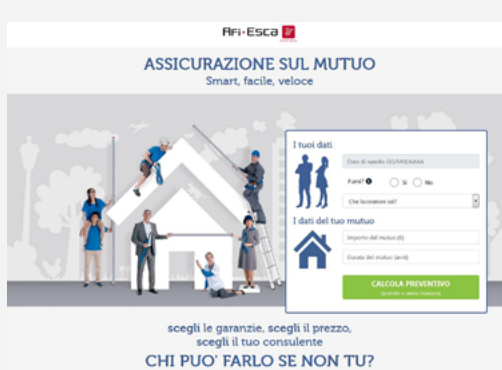 AFI·ESCA
ASSICURAZIONE SUL MUTUO
Smart, facile, veloce
I tuoi dati
Data di nascita GG/MM/AAAA
Fumi?
Sì
No
Che lavoratore sei?
I dati del tuo mutuo
Importo del mutuo (€)
Durata del mutuo (anni)
CALCOLA PREVENTIVO
scegli le garanzie, scegli il prezzo,
scegli il tuo consulente
CHI PUO' FARLO SE NON TU?